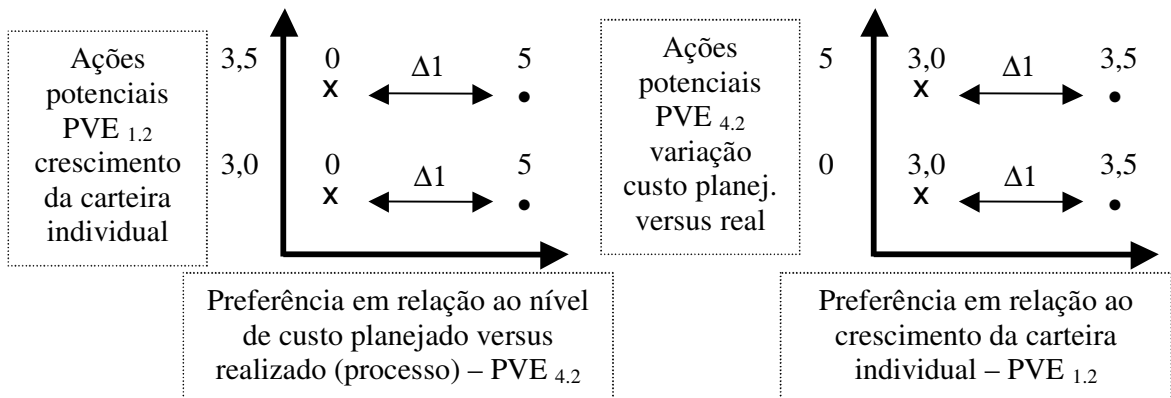 Ações
potenciais
PVE 1.2
crescimento
da carteira
individual
3,5
0
Δ1
5
x
3,0
0
Δ1
5
x
Preferência em relação ao nível
de custo planejado versus
realizado (processo) – PVE 4.2
Ações
potenciais
PVE 4.2
variação
custo planej.
versus real
5
3,0
Δ1
3,5
x
0
3,0
Δ1
3,5
x
Preferência em relação ao
crescimento da carteira
individual – PVE 1.2